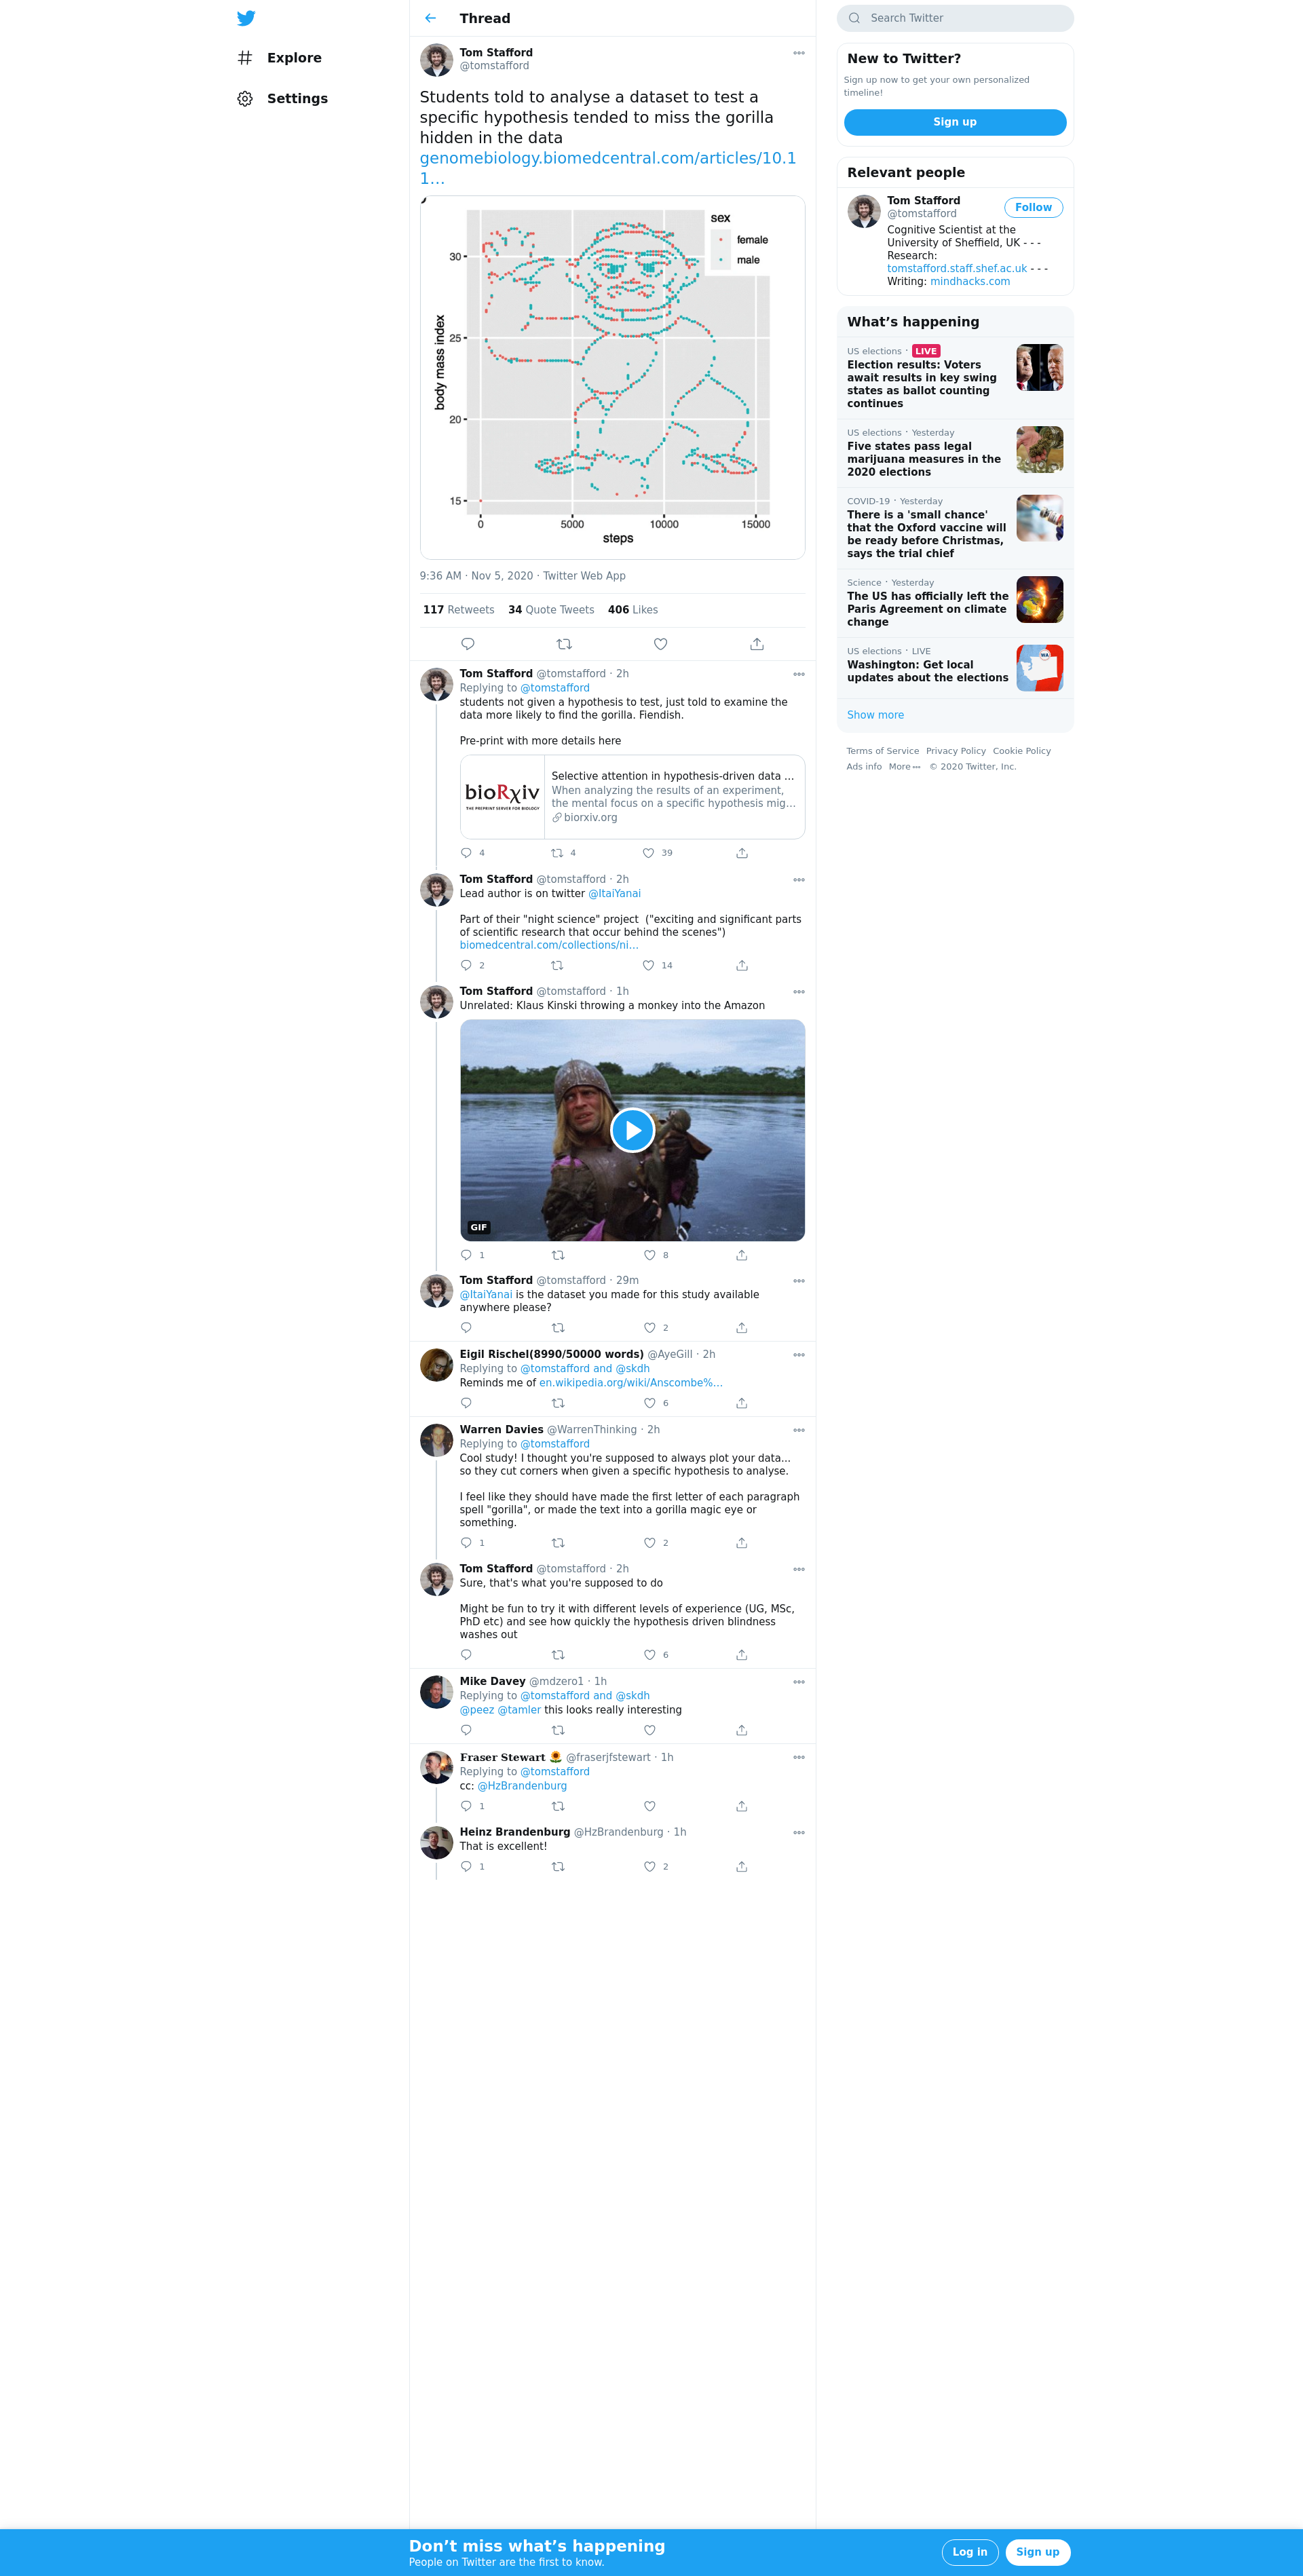 Explore
Settings
Thread
Tom Stafford
@tomstafford
Students told to analyse a dataset to test a
specific hypothesis tended to miss the gorilla
hidden in the data
genomebiology.biomedcentral.com/articles/10.1
1…
sex
female
male
30
25
20
15
body mass index
0
5000
10000
15000
steps
9:36 AM · Nov 5, 2020 · Twitter Web App
117 Retweets 34 Quote Tweets 406 Likes
Tom Stafford @tomstafford · 2h
Replying to @tomstafford
students not given a hypothesis to test, just told to examine the
data more likely to find the gorilla. Fiendish.
Pre-print with more details here
bioRxiv
THE PREPRINT SERVER FOR BIOLOGY
Selective attention in hypothesis-driven data …
When analyzing the results of an experiment,
the mental focus on a specific hypothesis mig…
biorxiv.org
4 4 39
Tom Stafford @tomstafford · 2h
Lead author is on twitter @ItaiYanai
Part of their "night science" project ("exciting and significant parts
of scientific research that occur behind the scenes")
biomedcentral.com/collections/ni…
2 14
Tom Stafford @tomstafford · 1h
Unrelated: Klaus Kinski throwing a monkey into the Amazon
GIF
1 8
Tom Stafford @tomstafford · 29m
@ItaiYanai is the dataset you made for this study available
anywhere please?
2
Eigil Rischel(8990/50000 words) @AyeGill · 2h
Replying to @tomstafford and @skdh
Reminds me of en.wikipedia.org/wiki/Anscombe%…
6
Warren Davies @WarrenThinking · 2h
Replying to @tomstafford
Cool study! I thought you're supposed to always plot your data...
so they cut corners when given a specific hypothesis to analyse.
I feel like they should have made the first letter of each paragraph
spell "gorilla", or made the text into a gorilla magic eye or
something.
1 2
Tom Stafford @tomstafford · 2h
Sure, that's what you're supposed to do
Might be fun to try it with different levels of experience (UG, MSc,
PhD etc) and see how quickly the hypothesis driven blindness
washes out
6
Mike Davey @mdzero1 · 1h
Replying to @tomstafford and @skdh
@peez @tamler this looks really interesting
Fraser Stewart 🌻 @fraserjfstewart · 1h
Replying to @tomstafford
cc: @HzBrandenburg
1
Heinz Brandenburg @HzBrandenburg · 1h
That is excellent!
1 2
Search Twitter
New to Twitter?
Sign up now to get your own personalized
timeline!
Sign up
Relevant people
Tom Stafford
@tomstafford
Follow
Cognitive Scientist at the
University of Sheffield, UK - - -
Research:
tomstafford.staff.shef.ac.uk - - -
Writing: mindhacks.com
What’s happening
US elections · LIVE
Election results: Voters
await results in key swing
states as ballot counting
continues
US elections · Yesterday
Five states pass legal
marijuana measures in the
2020 elections
COVID-19 · Yesterday
There is a 'small chance'
that the Oxford vaccine will
be ready before Christmas,
says the trial chief
Science · Yesterday
The US has officially left the
Paris Agreement on climate
change
US elections · LIVE
Washington: Get local
updates about the elections
WA
Show more
Terms of Service Privacy Policy Cookie Policy
Ads info More © 2020 Twitter, Inc.
Don’t miss what’s happening
People on Twitter are the first to know.
Log in
Sign up